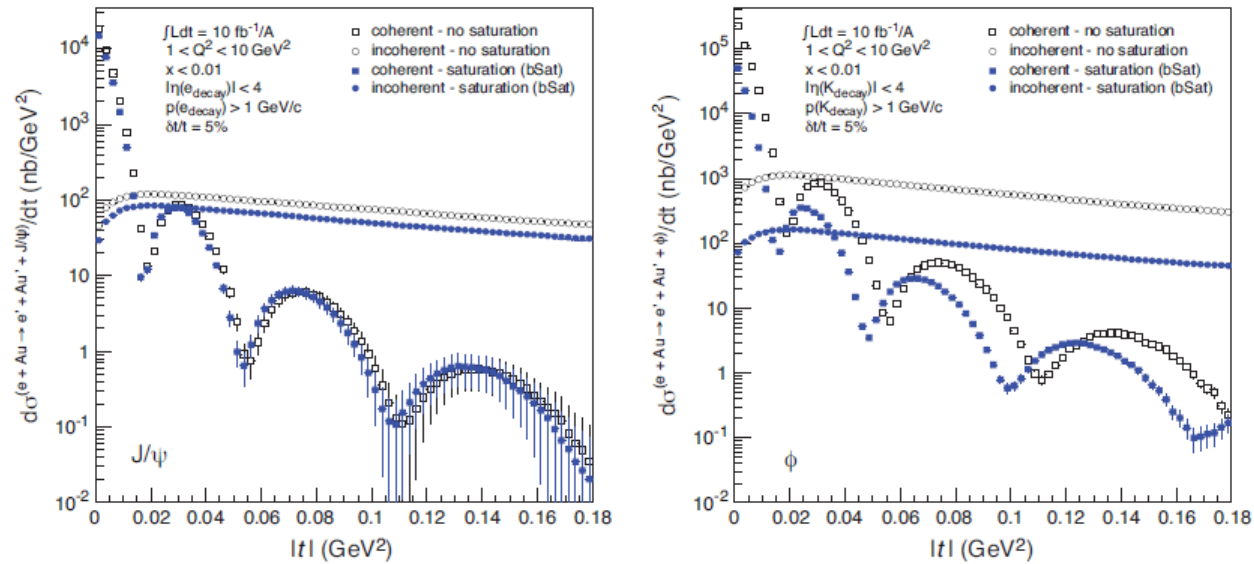 ∫Ldt = 10 fb⁻¹/A
1 < Q² < 10 GeV²
x < 0.01
|η(e_decay)| < 4
p(e_decay) > 1 GeV/c
δt/t = 5%
coherent - no saturation
incoherent - no saturation
coherent - saturation (bSat)
incoherent - saturation (bSat)
dσ^(e + Au → e' + Au' + J/ψ)/dt (nb/GeV²)
10⁴
10³
10²
10
1
10⁻¹
10⁻²
J/ψ
0 0.02 0.04 0.06 0.08 0.1 0.12 0.14 0.16 0.18
|t| (GeV²)
∫Ldt = 10 fb⁻¹/A
1 < Q² < 10 GeV²
x < 0.01
|η(K_decay)| < 4
p(K_decay) > 1 GeV/c
δt/t = 5%
coherent - no saturation
incoherent - no saturation
coherent - saturation (bSat)
incoherent - saturation (bSat)
dσ^(e + Au → e' + Au' + ϕ)/dt (nb/GeV²)
10⁵
10⁴
10³
10²
10
1
10⁻¹
10⁻²
ϕ
0 0.02 0.04 0.06 0.08 0.1 0.12 0.14 0.16 0.18
|t| (GeV²)